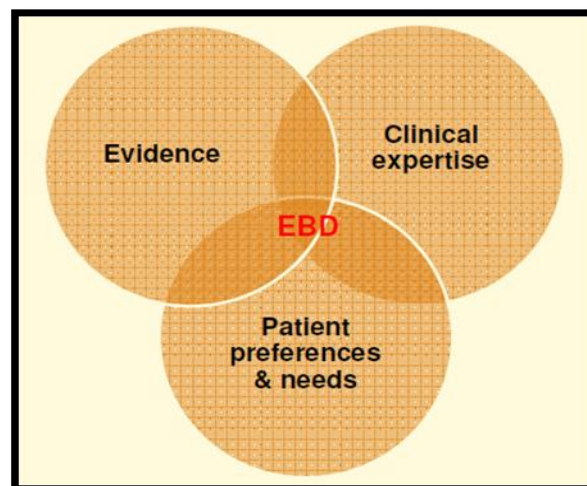 Evidence
Clinical
expertise
EBD
Patient
preferences
& needs